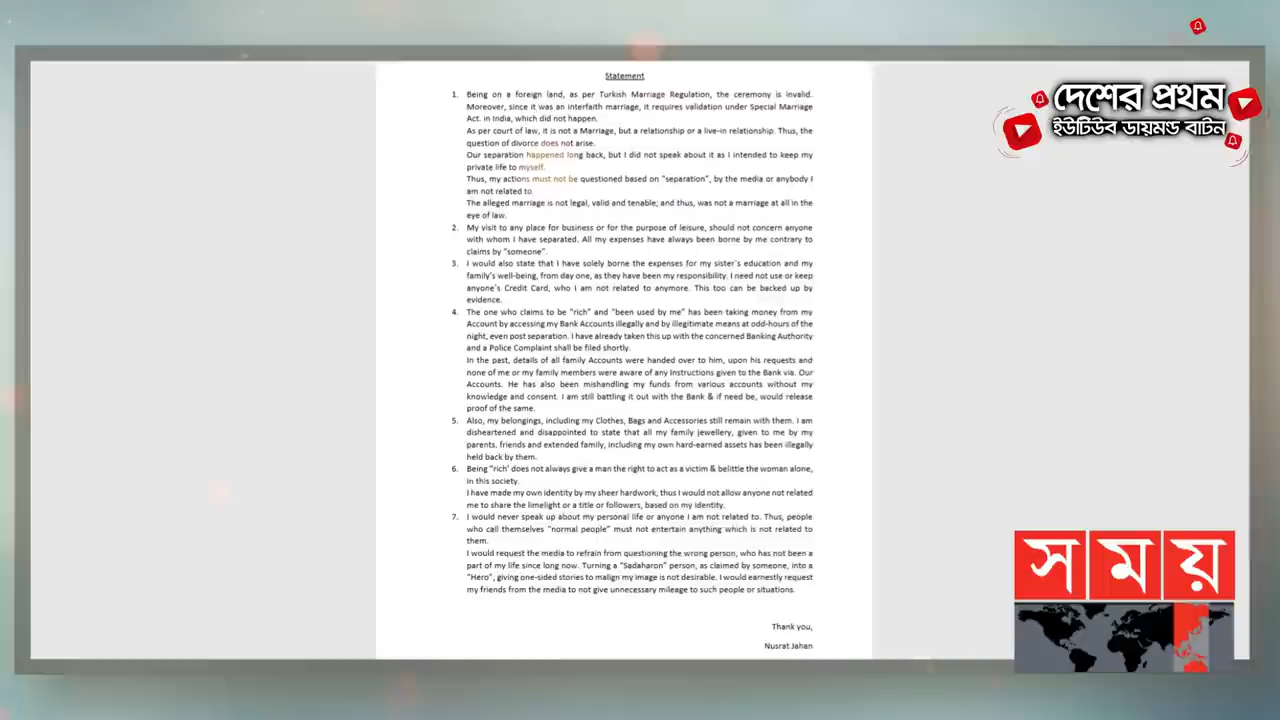 Statement
1. Being on a foreign land, as per Turkish Marriage Regulation, the ceremony is invalid.
Moreover, since it was an interfaith marriage, it requires validation under Special Marriage
Act. in India, which did not happen.
As per court of law, it is not a Marriage, but a relationship or a live-in relationship. Thus, the
question of divorce does not arise.
Our separation happened long back, but I did not speak about it as I intended to keep my
private life to myself.
Thus, my actions must not be questioned based on "separation", by the media or anybody I
am not related to.
The alleged marriage is not legal, valid and tenable; and thus, was not a marriage at all in the
eye of law.
2. My visit to any place for business or for the purpose of leisure, should not concern anyone
with whom I have separated. All my expenses have always been borne by me contrary to
claims by "someone".
3. I would also state that I have solely borne the expenses for my sister's education and my
family's well-being, from day one, as they have been my responsibility. I need not use or keep
anyone's Credit Card, who I am not related to anymore. This too can be backed up by
evidence.
4. The one who claims to be "rich" and "been used by me" has been taking money from my
Account by accessing my Bank Accounts illegally and by illegitimate means at odd-hours of the
night, even post separation. I have already taken this up with the concerned Banking Authority
and a Police Complaint shall be filed shortly.
In the past, details of all family Accounts were handed over to him, upon his requests and
none of me or my family members were aware of any Instructions given to the Bank via. Our
Accounts. He has also been mishandling my funds from various accounts without my
knowledge and consent. I am still battling it out with the Bank & if need be, would release
proof of the same.
5. Also, my belongings, including my Clothes, Bags and Accessories still remain with them. I am
disheartened and disappointed to state that all my family jewellery, given to me by my
parents, friends and extended family, including my own hard-earned assets has been illegally
held back by them.
6. Being "rich' does not always give a man the right to act as a victim & belittle the woman alone,
in this society.
I have made my own identity by my sheer hardwork, thus I would not allow anyone not related
me to share the limelight or a title or followers, based on my identity.
7. I would never speak up about my personal life or anyone I am not related to. Thus, people
who call themselves "normal people" must not entertain anything which is not related to
them.
I would request the media to refrain from questioning the wrong person, who has not been a
part of my life since long now. Turning a "Sadaharon" person, as claimed by someone, into a
"Hero", giving one-sided stories to malign my image is not desirable. I would earnestly request
my friends from the media to not give unnecessary mileage to such people or situations.
Thank you,
Nusrat Jahan
দেশের প্রথম
ইউটিউব ডায়মন্ড বাটন
সময়